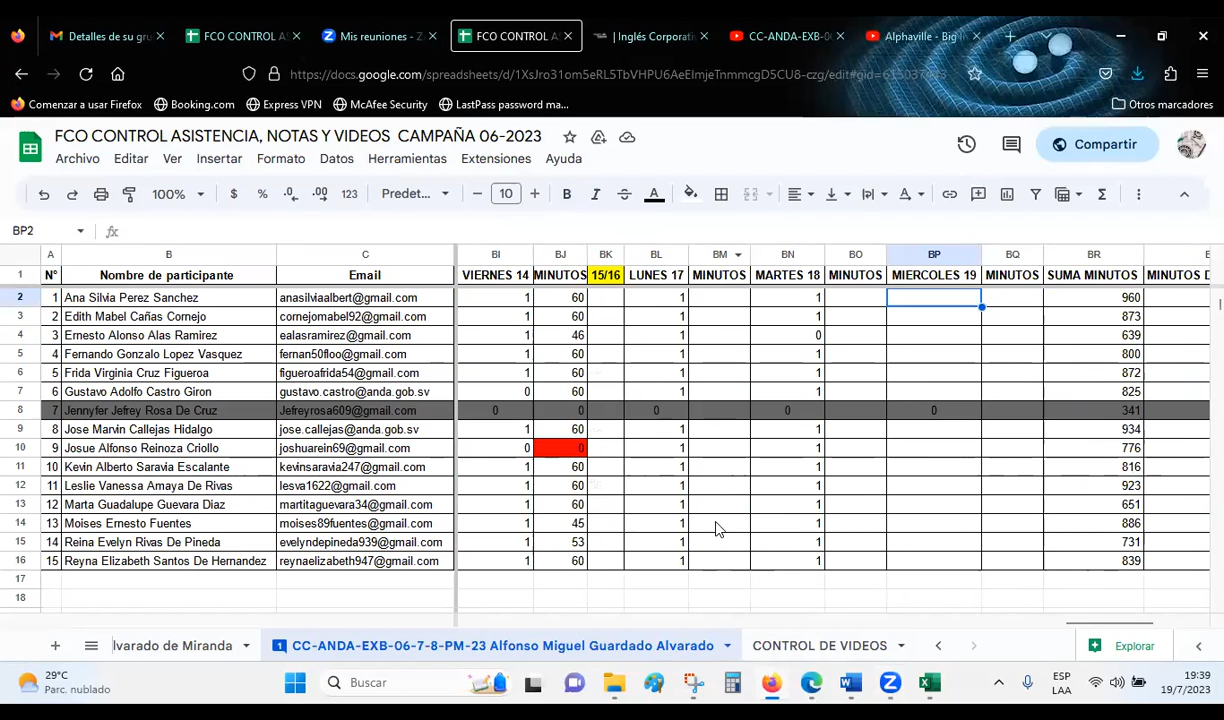 Detalles de su gru
FCO CONTROL AS
Mis reuniones - Z
FCO CONTROL A
| Inglés Corporati
CC-ANDA-EXB-0
Alphaville - Big
https://docs.google.com/spreadsheets/d/
Comenzar a usar Firefox Booking.com Express VPN McAfee Security LastPass password ma... Otros marcadores
FCO CONTROL ASISTENCIA, NOTAS Y VIDEOS CAMPAÑA 06-2023
Compartir
Archivo Editar Ver Insertar Formato Datos Herramientas Extensiones Ayuda
100% $ % .0 .00 123 Predet... 10 B I A
BP2 fx
A B C BI BJ BK BL BM BN BO BP BQ BR
1 N° Nombre de participante Email VIERNES 14 MINUTOS 15/16 LUNES 17 MINUTOS MARTES 18 MINUTOS MIERCOLES 19 MINUTOS SUMA MINUTOS MINUTOS D
2 1 Ana Silvia Perez Sanchez anasilviaalbert@gmail.com 1 60 1 1 960
3 2 Edith Mabel Cañas Cornejo cornejomabel92@gmail.com 1 60 1 1 873
4 3 Ernesto Alonso Alas Ramirez ealasramirez@gmail.com 1 46 1 0 639
5 4 Fernando Gonzalo Lopez Vasquez fernan50floo@gmail.com 1 60 1 1 800
6 5 Frida Virginia Cruz Figueroa figueroafrida54@gmail.com 1 60 1 1 872
7 6 Gustavo Adolfo Castro Giron gustavo.castro@anda.gob.sv 0 60 1 1 825
8 7 Jennyfer Jefrey Rosa De Cruz Jefreyrosa609@gmail.com 0 0 0 0 0 341
9 8 Jose Marvin Callejas Hidalgo jose.callejas@anda.gob.sv 1 60 1 1 934
10 9 Josue Alfonso Reinoza Criollo joshuarein69@gmail.com 0 0 1 1 776
11 10 Kevin Alberto Saravia Escalante kevinsaravia247@gmail.com 1 60 1 1 816
12 11 Leslie Vanessa Amaya De Rivas lesva1622@gmail.com 1 60 1 1 923
13 12 Marta Guadalupe Guevara Diaz martitaguevara34@gmail.com 1 60 1 1 651
14 13 Moises Ernesto Fuentes moises89fuentes@gmail.com 1 45 1 1 886
15 14 Reina Evelyn Rivas De Pineda evelyndepineda939@gmail.com 1 53 1 1 731
16 15 Reyna Elizabeth Santos De Hernandez reynaelizabeth947@gmail.com 1 60 1 1 839
17
18
lvarado de Miranda 1 CC-ANDA-EXB-06-7-8-PM-23 Alfonso Miguel Guardado Alvarado CONTROL DE VIDEOS Explorar
29°C
Parc. nublado
Buscar
ESP
LAA
19:39
19/7/2023